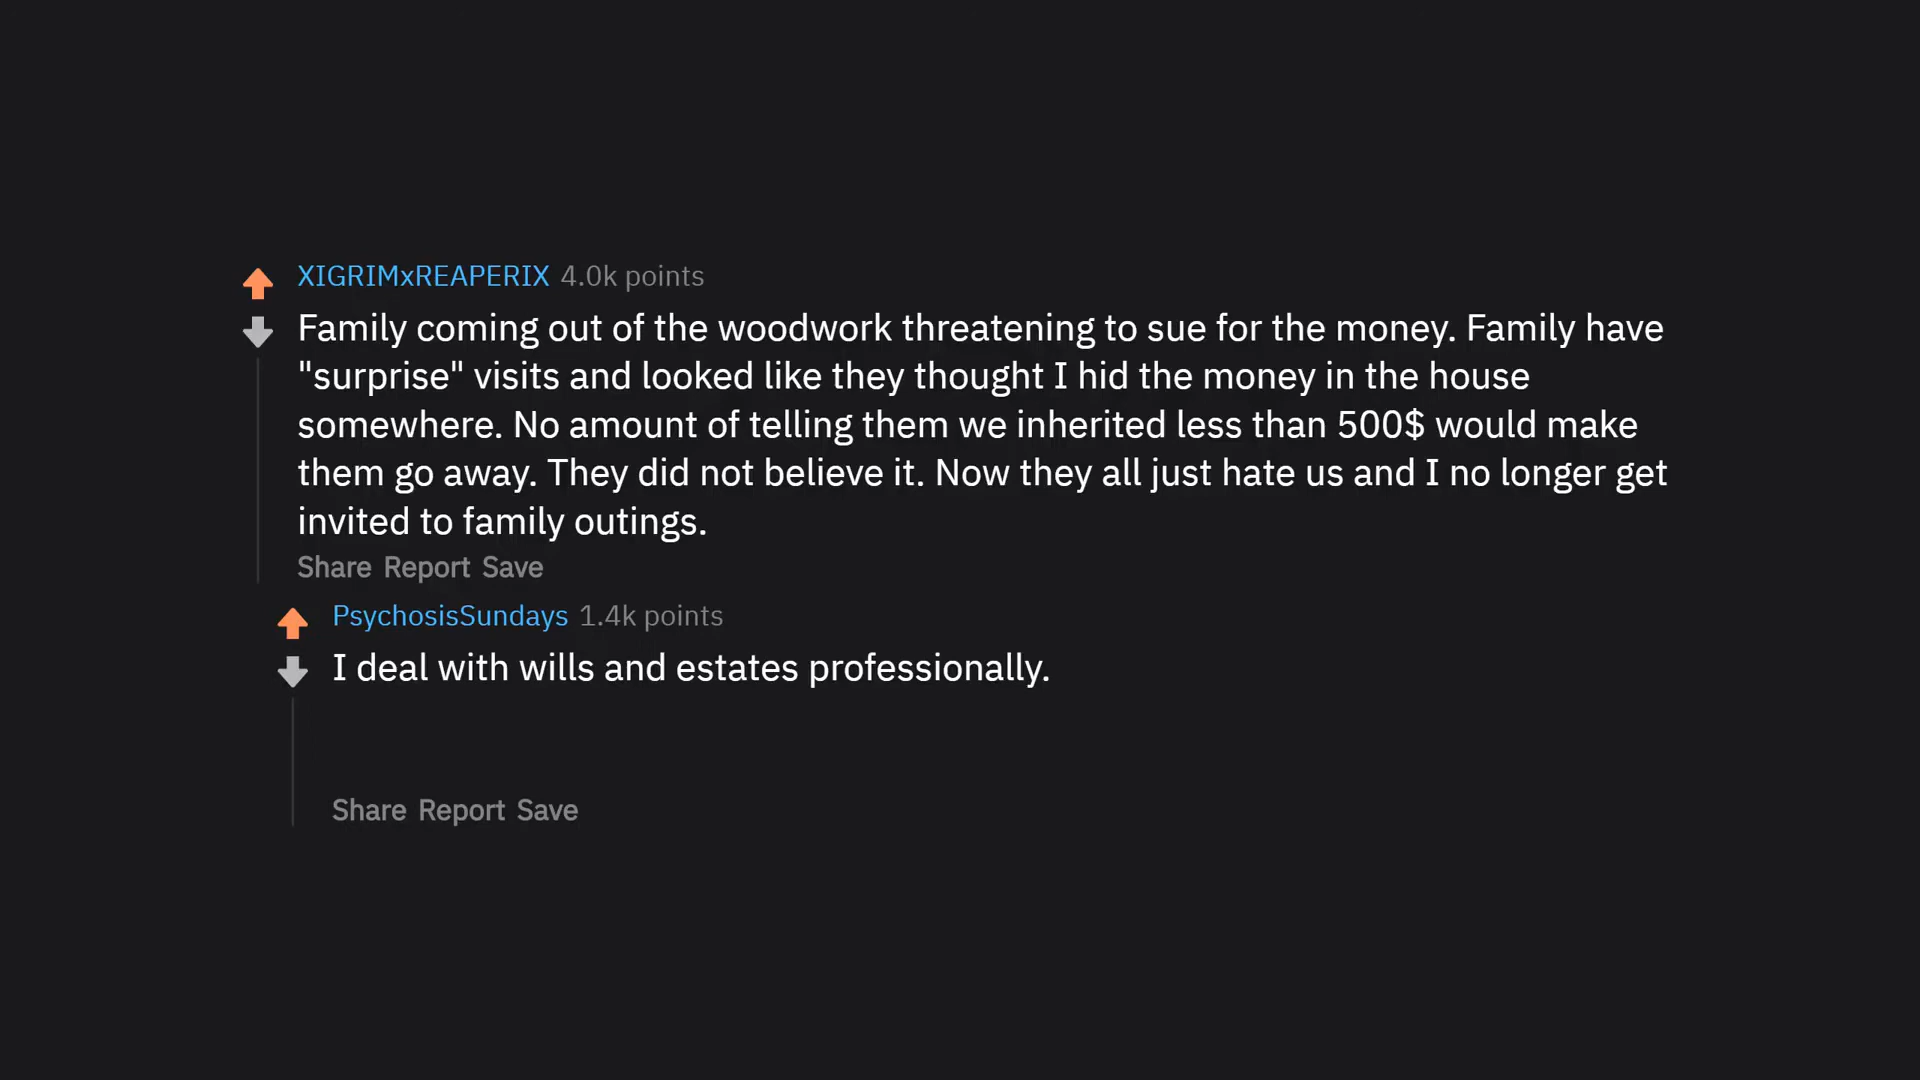 XIGRIMxREAPERIX 4.0k points
Family coming out of the woodwork threatening to sue for the money. Family have
"surprise" visits and looked like they thought I hid the money in the house
somewhere. No amount of telling them we inherited less than 500$ would make
them go away. They did not believe it. Now they all just hate us and I no longer get
invited to family outings.
Share Report Save
PsychosisSundays 1.4k points
I deal with wills and estates professionally.
Share Report Save